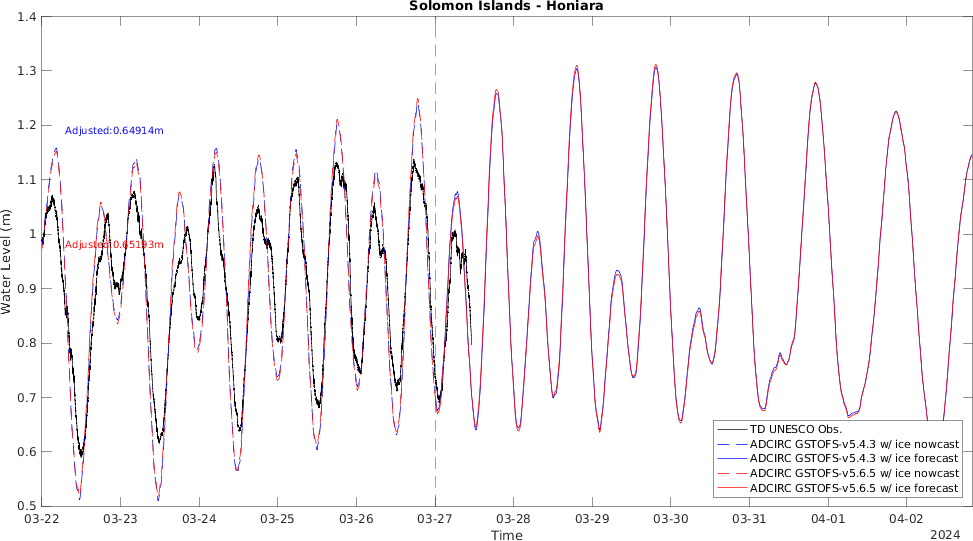 Solomon Islands - Honiara
1.4
1.3
1.2
1.1
1
0.9
0.8
0.7
0.6
0.5
Water Level (m)
Adjusted:0.64914m
Adjusted:0.65193m
TD UNESCO Obs.
ADCIRC GSTOFS-v5.4.3 w/ ice nowcast
ADCIRC GSTOFS-v5.4.3 w/ ice forecast
ADCIRC GSTOFS-v5.6.5 w/ ice nowcast
ADCIRC GSTOFS-v5.6.5 w/ ice forecast
03-22 03-23 03-24 03-25 03-26 03-27 03-28 03-29 03-30 03-31 04-01 04-02
Time
2024